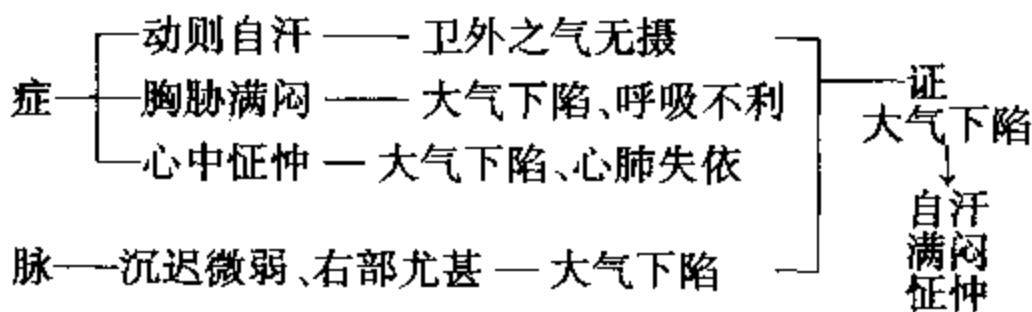 动则自汗 卫外之气无摄
症 胸胁满闷 大气下陷、呼吸不利 证
大气下陷
心中怔忡 大气下陷、心肺失依
自汗
满闷
脉 沉迟微弱、右部尤甚 大气下陷
怔忡